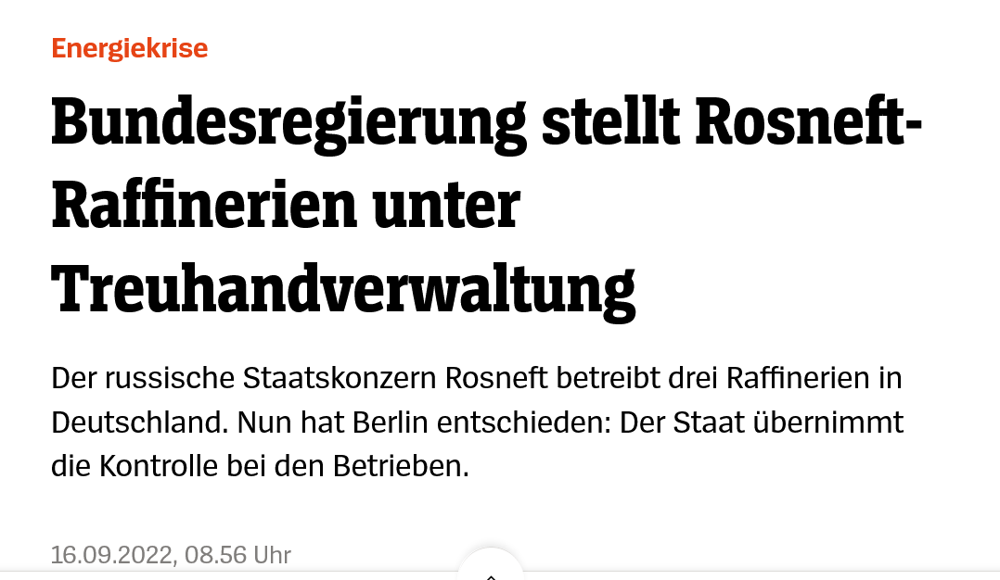 Energiekrise
Bundesregierung stellt Rosneft-
Raffinerien unter
Treuhandverwaltung
Der russische Staatskonzern Rosneft betreibt drei Raffinerien in
Deutschland. Nun hat Berlin entschieden: Der Staat übernimmt
die Kontrolle bei den Betrieben.
16.09.2022, 08.56 Uhr